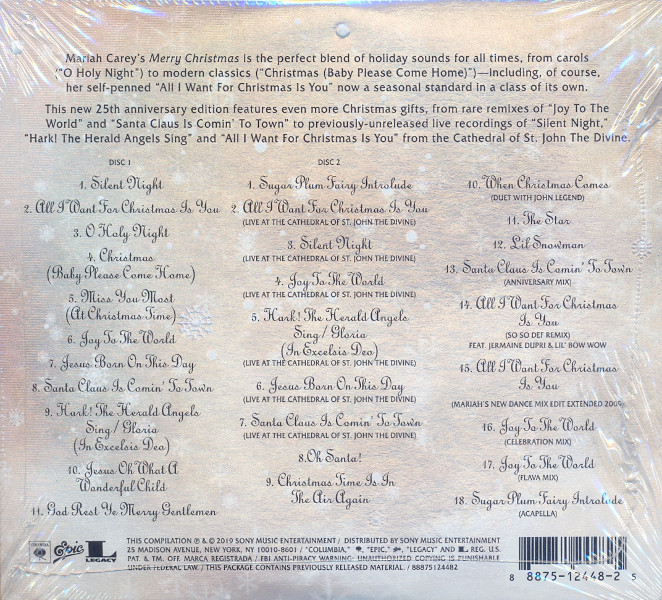 Mariah Carey's Merry Christmas is the perfect blend of holiday sounds for all times, from carols
("O Holy Night") to modern classics ("Christmas (Baby Please Come Home)")—including, of course,
her self-penned "All I Want For Christmas Is You" now a seasonal standard in a class of its own.
This new 25th anniversary edition features even more Christmas gifts, from rare remixes of "Joy To The
World" and "Santa Claus Is Comin' To Town" to previously-unreleased live recordings of "Silent Night,"
"Hark! The Herald Angels Sing" and "All I Want For Christmas Is You" from the Cathedral of St. John The Divine.
DISC 1
1. Silent Night
2. All I Want For Christmas Is You
3. O Holy Night
4. Christmas
(Baby Please Come Home)
5. Miss You Most
(At Christmas Time)
6. Joy To The World
7. Jesus Born On This Day
8. Santa Claus Is Comin' To Town
9. Hark! The Herald Angels
Sing / Gloria
(In Excelsis Deo)
10. Jesus Oh What A
Wonderful Child
11. God Rest Ye Merry Gentlemen
DISC 2
1. Sugar Plum Fairy Introlude
2. All I Want For Christmas Is You
(LIVE AT THE CATHEDRAL OF ST. JOHN THE DIVINE)
3. Silent Night
(LIVE AT THE CATHEDRAL OF ST. JOHN THE DIVINE)
4. Joy To The World
(LIVE AT THE CATHEDRAL OF ST. JOHN THE DIVINE)
5. Hark! The Herald Angels
Sing / Gloria
(In Excelsis Deo)
(LIVE AT THE CATHEDRAL OF ST. JOHN THE DIVINE)
6. Jesus Born On This Day
(LIVE AT THE CATHEDRAL OF ST. JOHN THE DIVINE)
7. Santa Claus Is Comin' To Town
(LIVE AT THE CATHEDRAL OF ST. JOHN THE DIVINE)
8.Oh Santa!
9. Christmas Time Is In
The Air Again
10. When Christmas Comes
(DUET WITH JOHN LEGEND)
11. The Star
12. Lil Snowman
13. Santa Claus Is Comin' To Town
(ANNIVERSARY MIX)
14. All I Want For Christmas
Is You
(SO SO DEF REMIX)
FEAT. JERMAINE DUPRI & LIL' BOW WOW
15. All I Want For Christmas
Is You
(MARIAH'S NEW DANCE MIX EDIT EXTENDED 2009)
16. Joy To The World
(CELEBRATION MIX)
17. Joy To The World
(FLAVA MIX)
18. Sugar Plum Fairy Introlude
(ACAPELLA)
COLUMBIA
Epic
LEGACY
THIS COMPILATION ℗ & © 2019 SONY MUSIC ENTERTAINMENT / DISTRIBUTED BY SONY MUSIC ENTERTAINMENT
25 MADISON AVENUE, NEW YORK, NY 10010-8601 / "COLUMBIA," "EPIC," "LEGACY" AND L REG. U.S.
PAT. & TM. OFF. MARCA REGISTRADA / FBI ANTI-PIRACY WARNING: UNAUTHORIZED COPYING IS PUNISHABLE
UNDER FEDERAL LAW. / THIS PACKAGE CONTAINS PREVIOUSLY RELEASED MATERIAL. / 88875124482
8 8875-12448-2 5